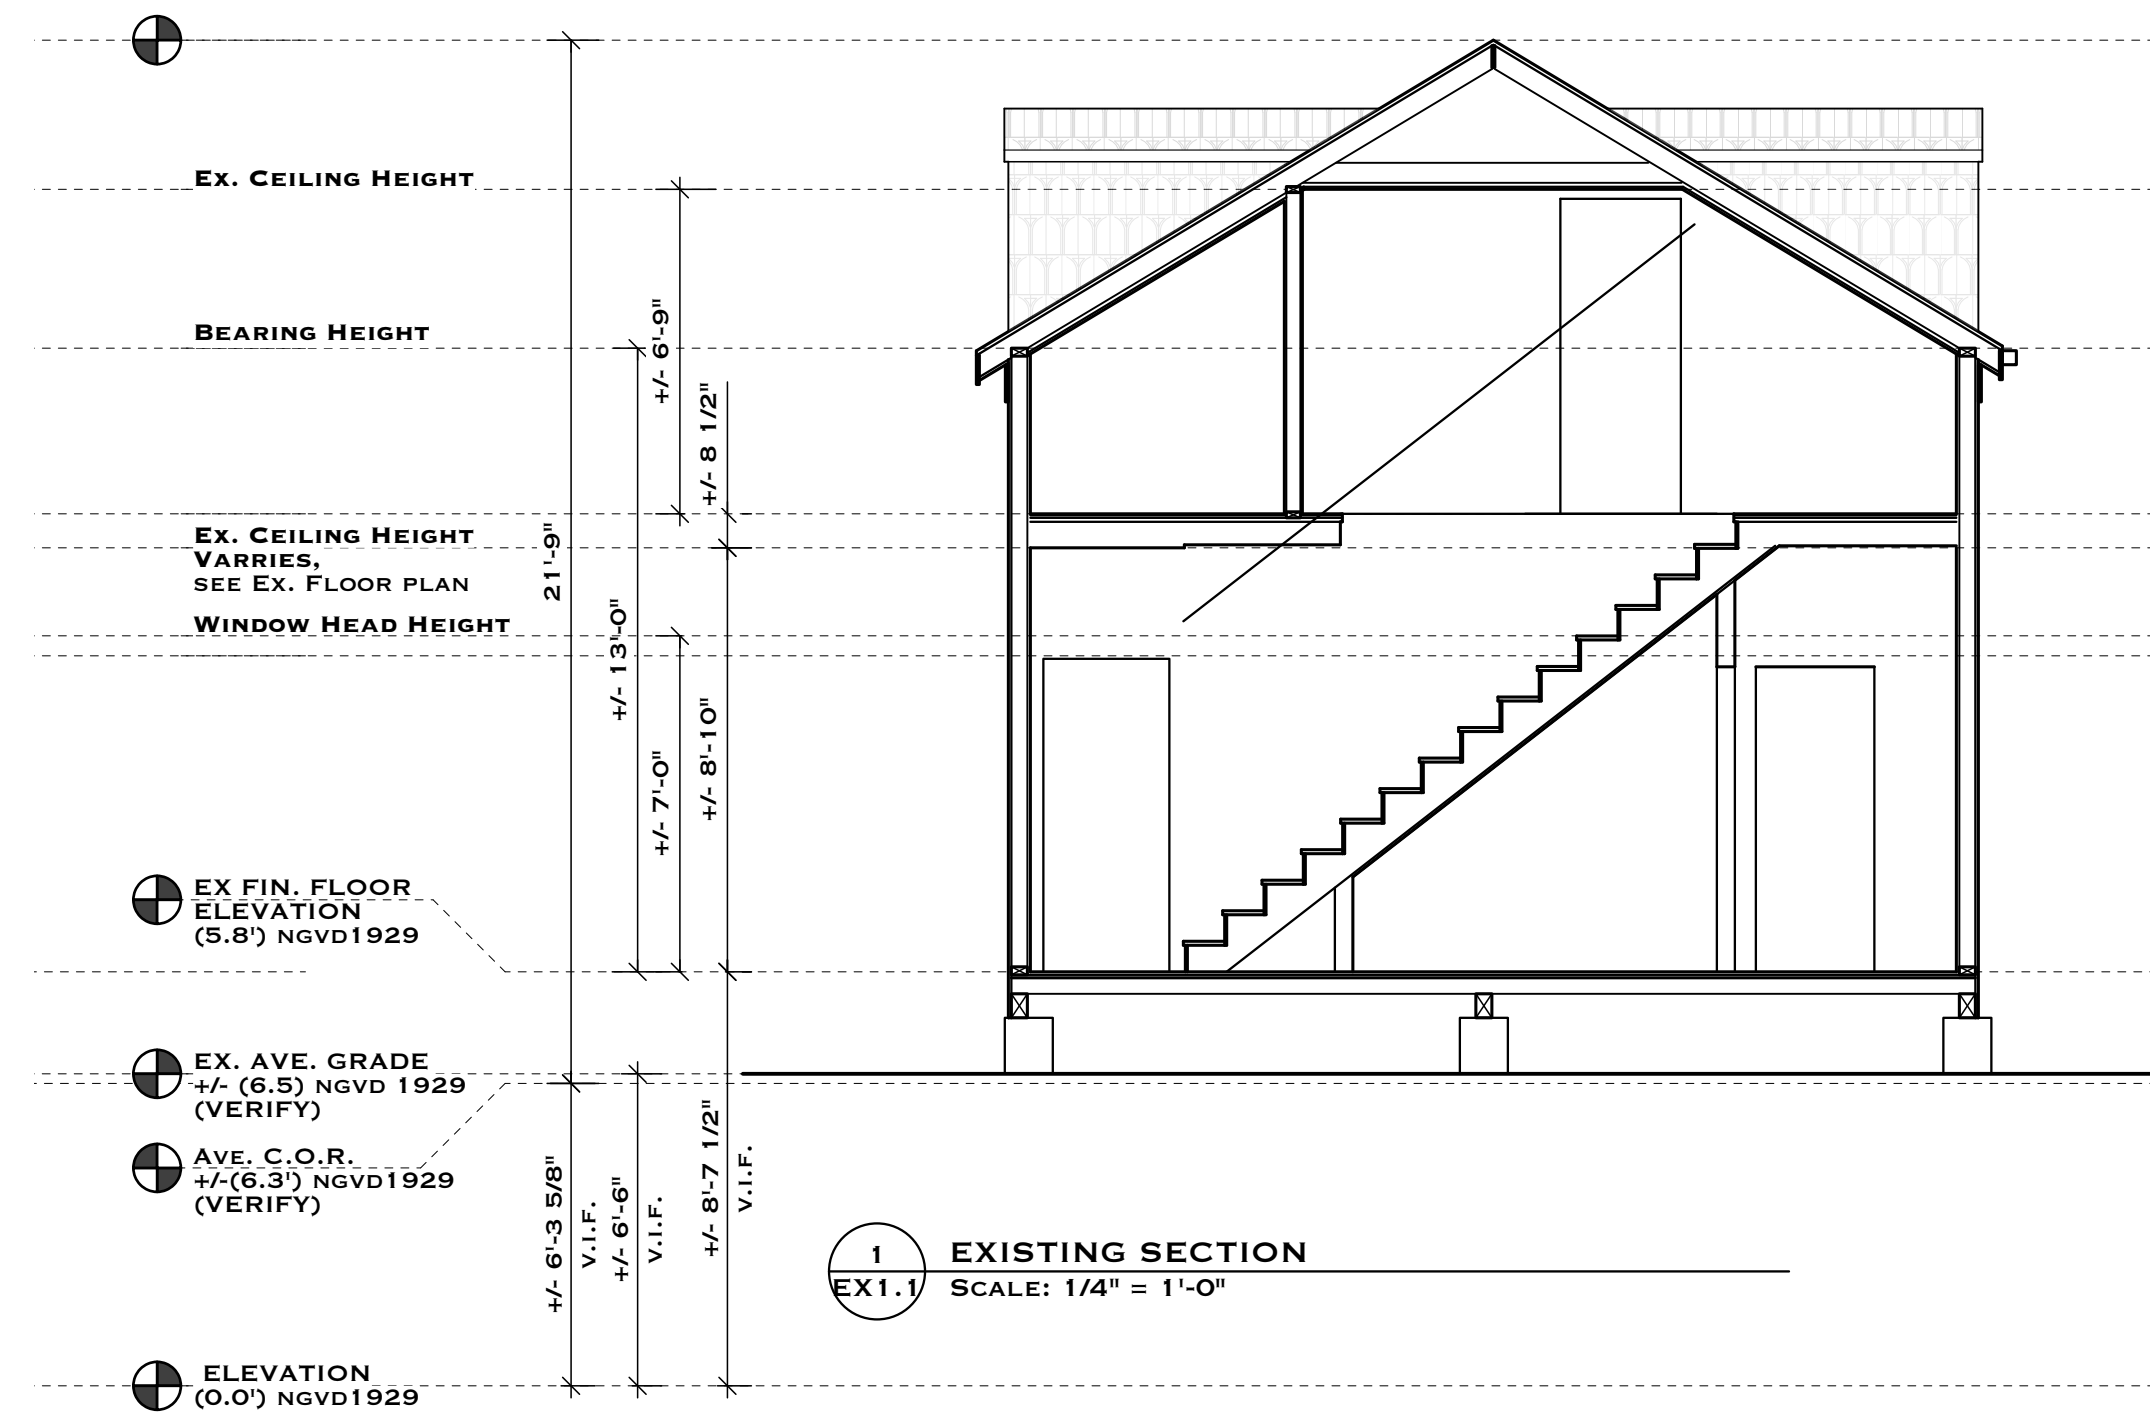 Ex. Ceiling Height
Bearing Height
Ex. Ceiling Height
Varries,
see Ex. Floor plan
Window Head Height
EX FIN. FLOOR
ELEVATION
(5.8') NGVD1929
EX. AVE. GRADE
+/- (6.5) NGVD 1929
(VERIFY)
Ave. C.O.R.
+/-(6.3') NGVD1929
(VERIFY)
ELEVATION
(0.0') NGVD1929
21'-9"
+/- 13'-0"
+/- 6'-9"
+/- 8 1/2"
+/- 7'-0"
+/- 8'-10"
+/- 6'-3 5/8"
V.I.F.
+/- 6'-6"
V.I.F.
+/- 8'-7 1/2"
V.I.F.
1
EX1.1
EXISTING SECTION
Scale: 1/4" = 1'-0"